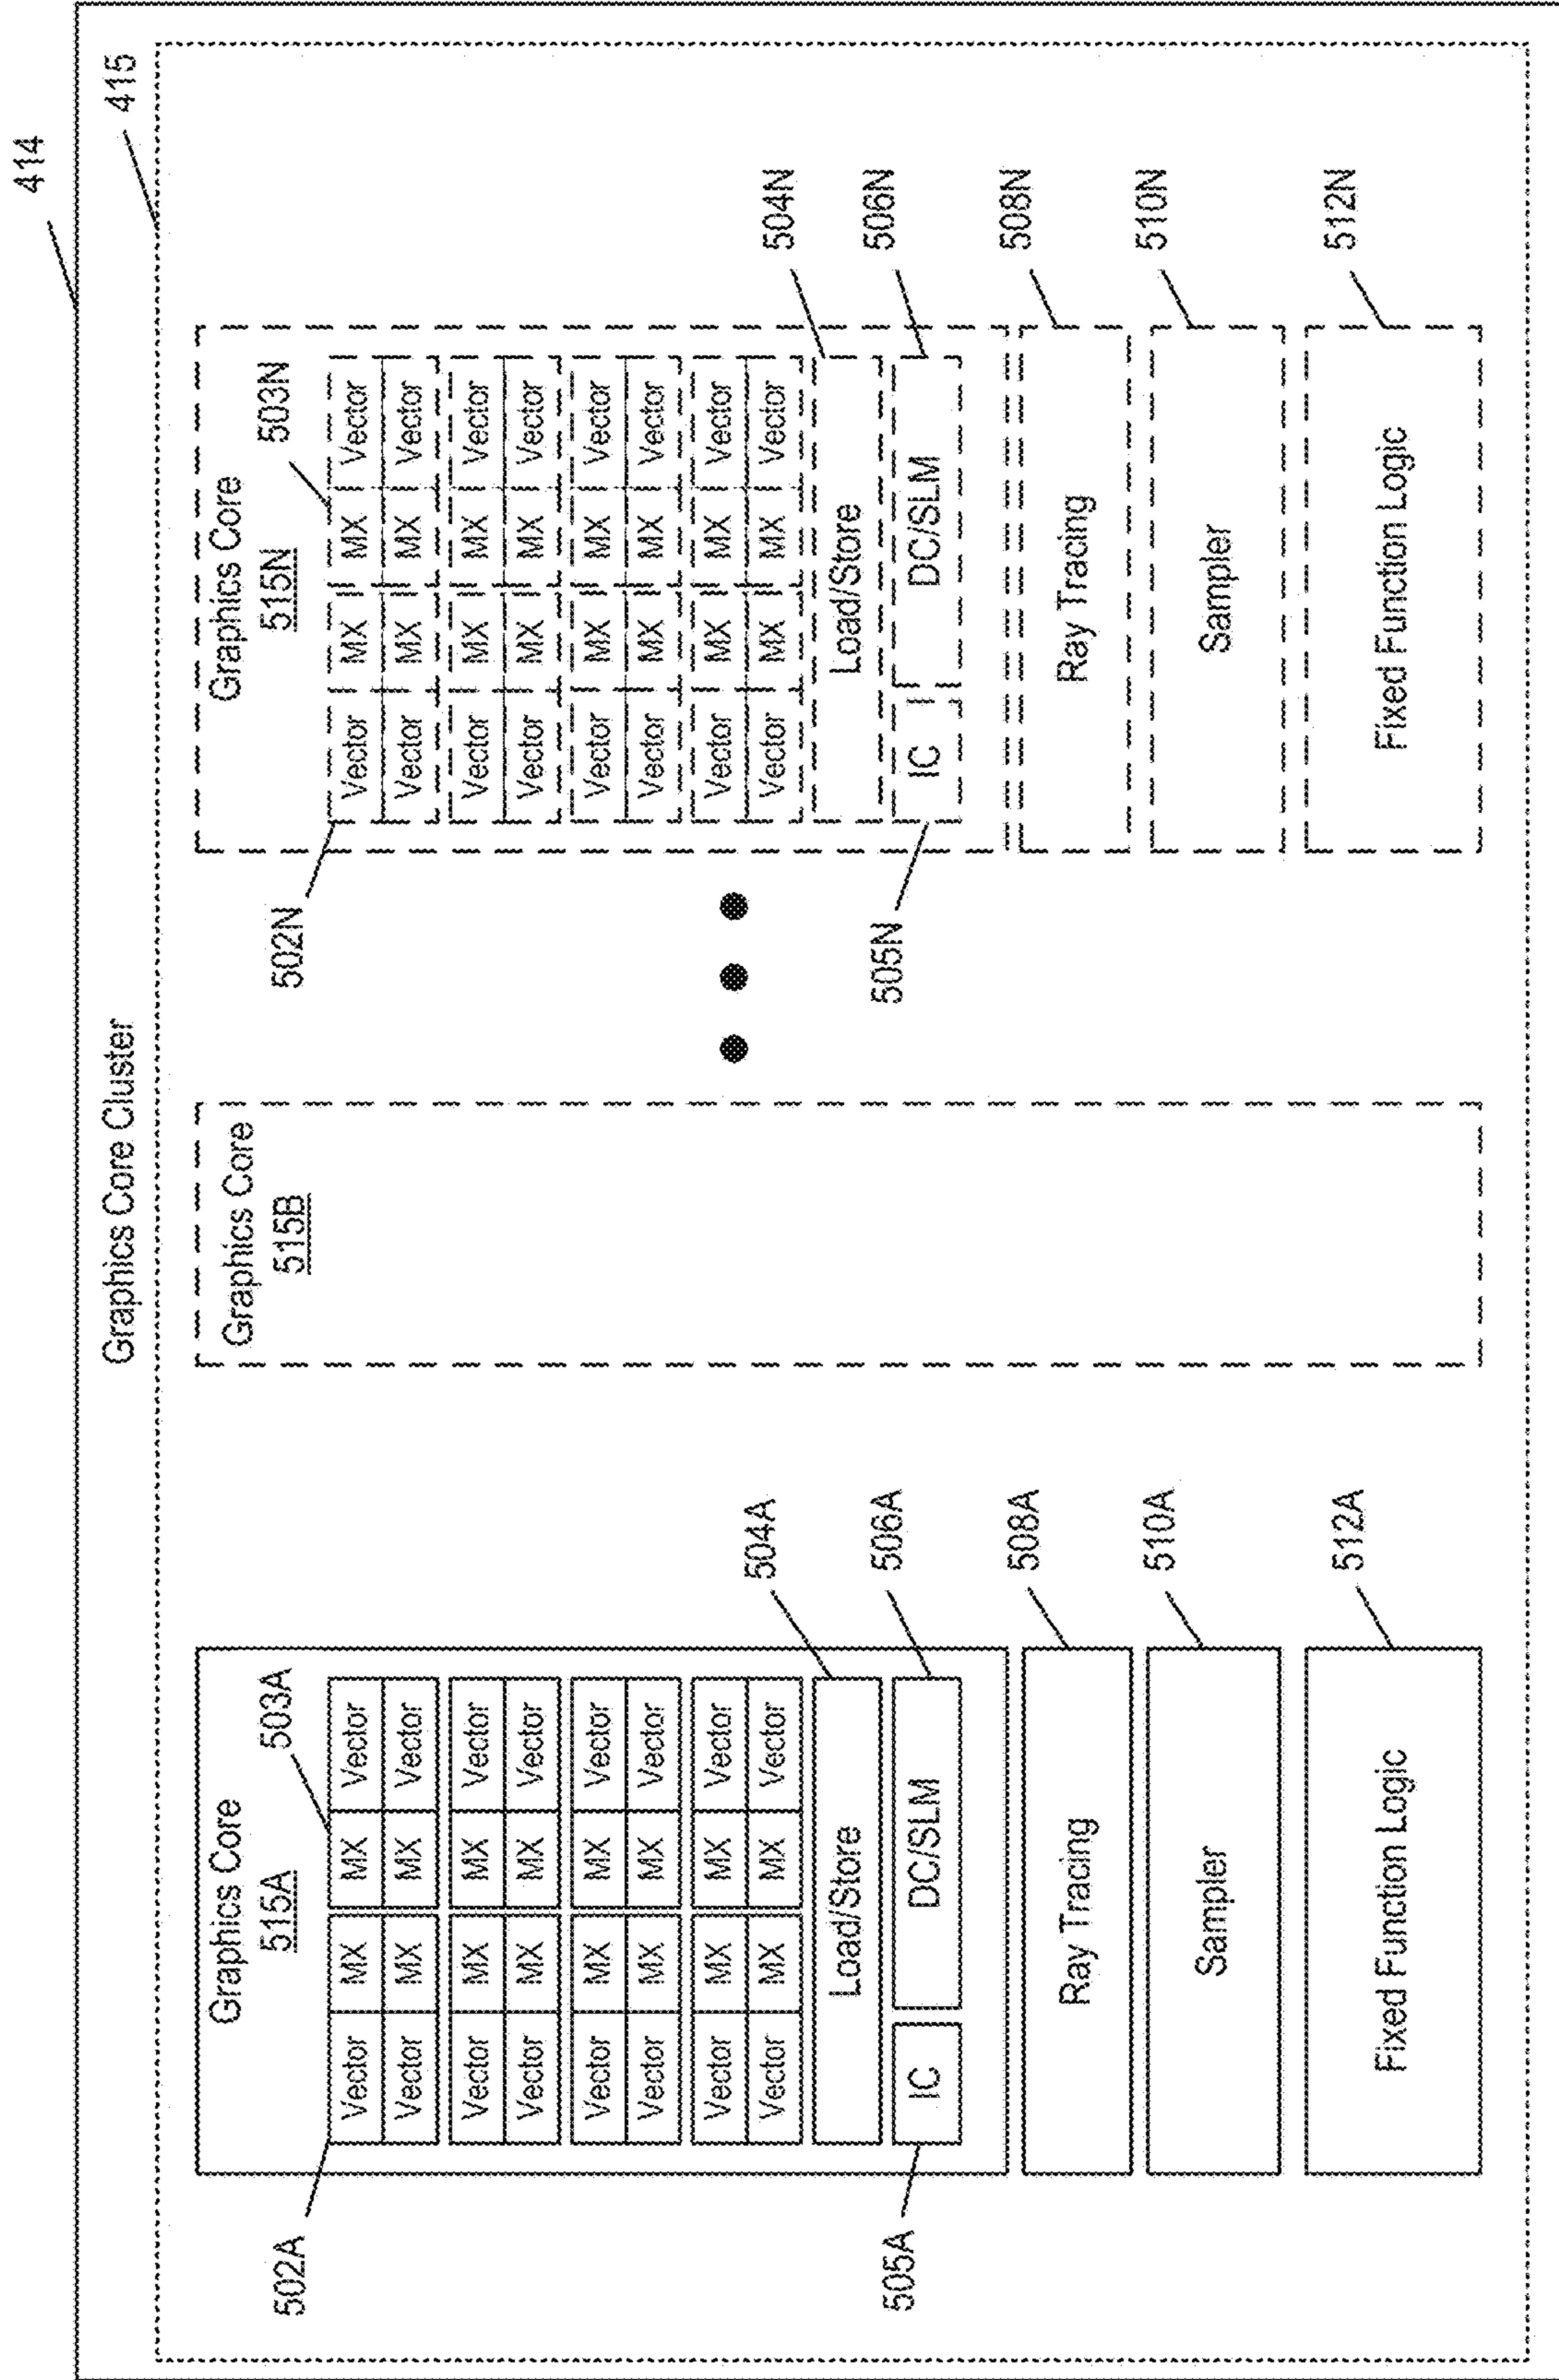 414
Graphics Core Cluster
415
Graphics Core
515A
503A
502A
Vector MX MX Vector
Vector MX MX Vector
Vector MX MX Vector
Vector MX MX Vector
Vector MX MX Vector
Vector MX MX Vector
Vector MX MX Vector
Vector MX MX Vector
Load/Store
504A
IC
DC/SLM
505A
506A
Ray Tracing
508A
Sampler
510A
Fixed Function Logic
512A
Graphics Core
515B
Graphics Core
515N
503N
502N
Vector MX MX Vector
Vector MX MX Vector
Vector MX MX Vector
Vector MX MX Vector
Vector MX MX Vector
Vector MX MX Vector
Vector MX MX Vector
Vector MX MX Vector
Load/Store
504N
IC
DC/SLM
505N
506N
Ray Tracing
508N
Sampler
510N
Fixed Function Logic
512N